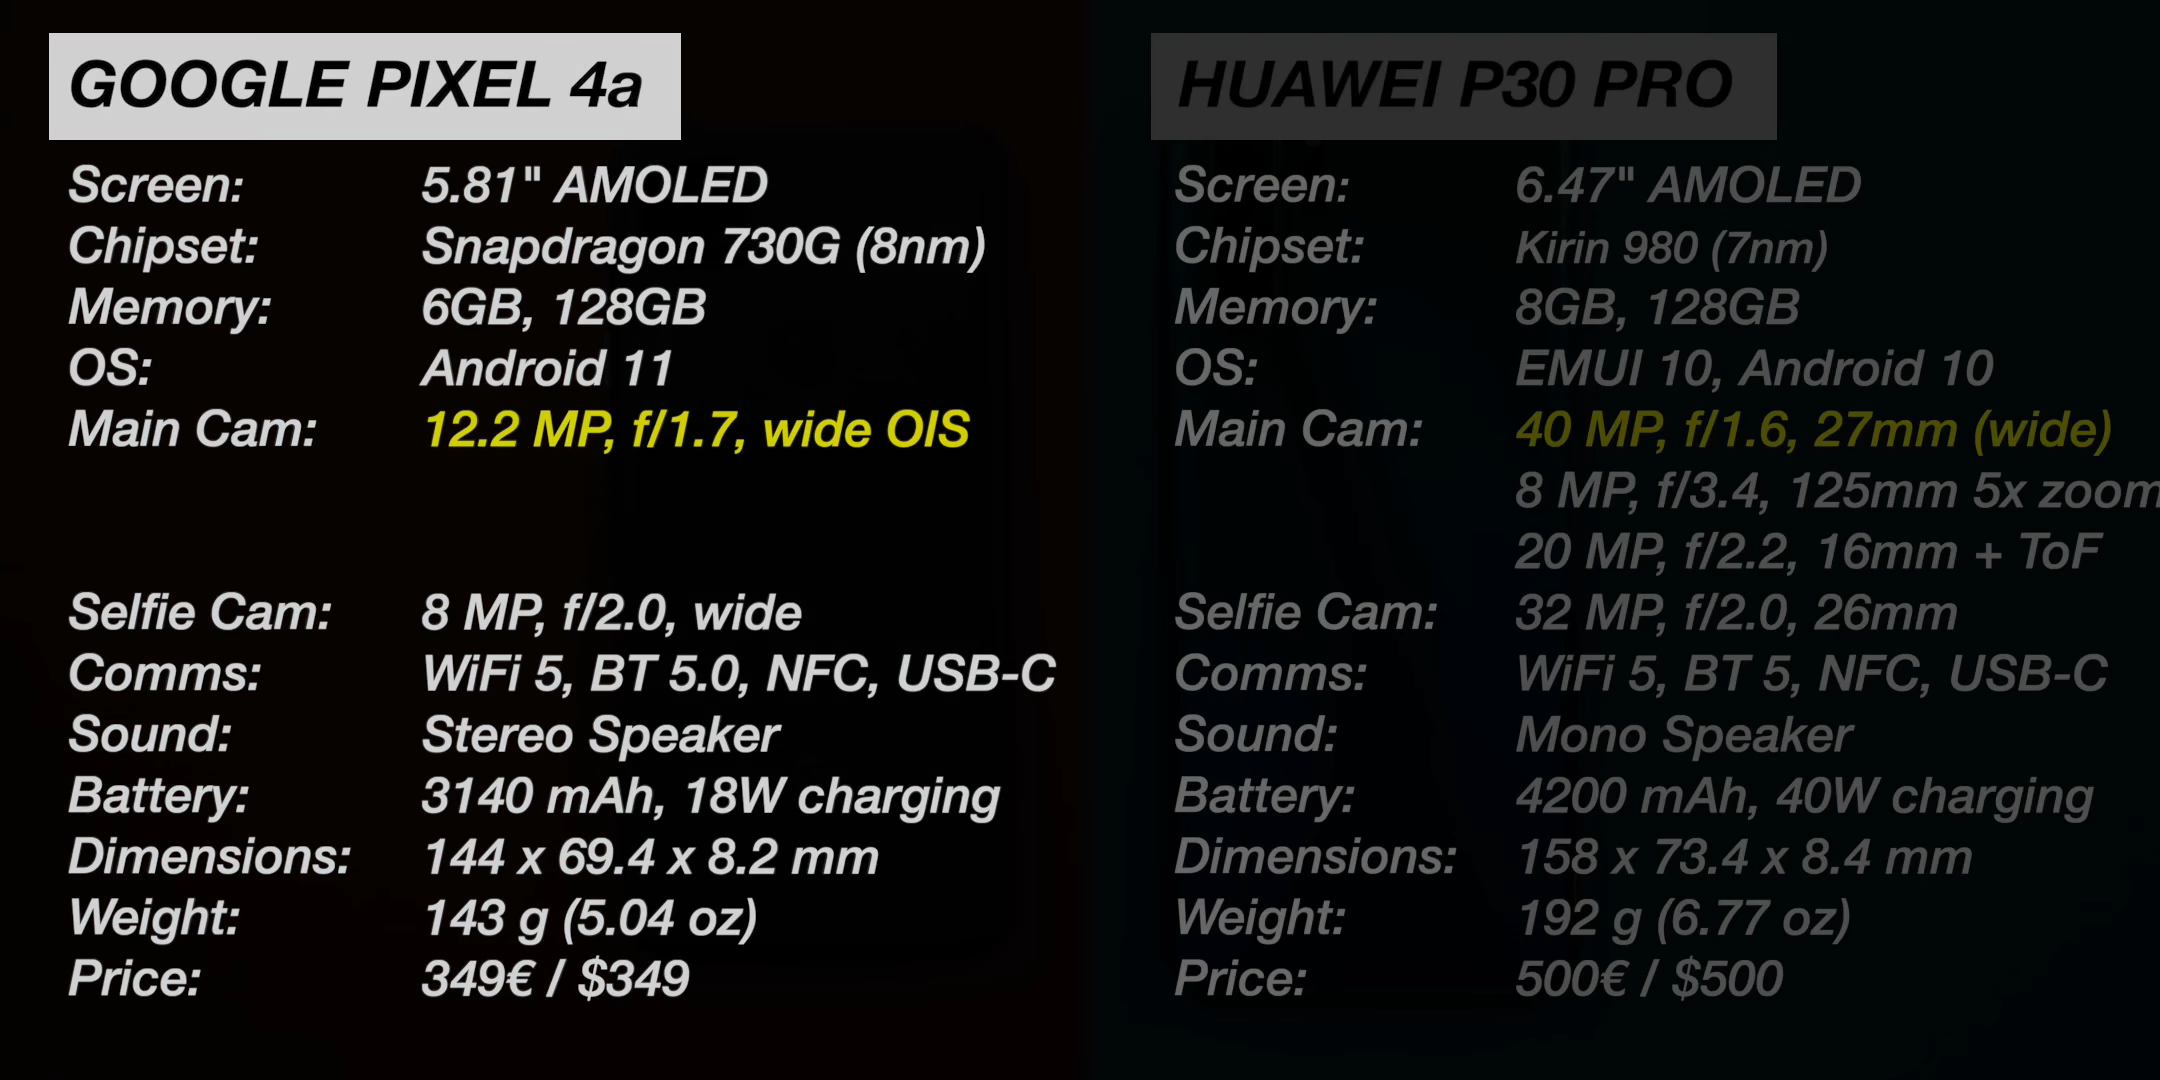 GOOGLE PIXEL 4a
Screen: 5.81" AMOLED
Chipset: Snapdragon 730G (8nm)
Memory: 6GB, 128GB
OS: Android 11
Main Cam: 12.2 MP, f/1.7, wide OIS
Selfie Cam: 8 MP, f/2.0, wide
Comms: WiFi 5, BT 5.0, NFC, USB-C
Sound: Stereo Speaker
Battery: 3140 mAh, 18W charging
Dimensions: 144 x 69.4 x 8.2 mm
Weight: 143 g (5.04 oz)
Price: 349€ / $349
HUAWEI P30 PRO
Screen: 6.47" AMOLED
Chipset: Kirin 980 (7nm)
Memory: 8GB, 128GB
OS: EMUI 10, Android 10
Main Cam: 40 MP, f/1.6, 27mm (wide)
8 MP, f/3.4, 125mm 5x zoom
20 MP, f/2.2, 16mm + ToF
Selfie Cam: 32 MP, f/2.0, 26mm
Comms: WiFi 5, BT 5, NFC, USB-C
Sound: Mono Speaker
Battery: 4200 mAh, 40W charging
Dimensions: 158 x 73.4 x 8.4 mm
Weight: 192 g (6.77 oz)
Price: 500€ / $500